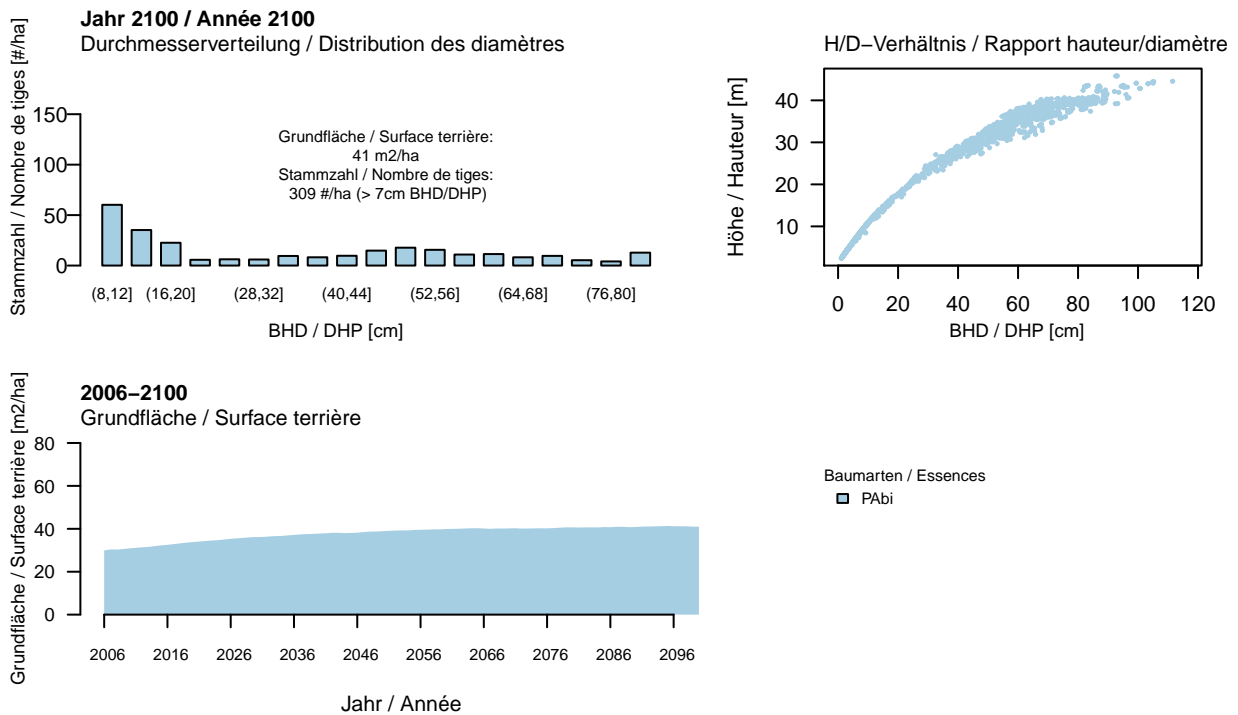 Jahr 2100 / Année 2100
Durchmesserverteilung / Distribution des diamètres
Stammzahl / Nombre de tiges [#/ha]
150
100
50
0
Grundfläche / Surface terrière:
41 m2/ha
Stammzahl / Nombre de tiges:
309 #/ha (> 7cm BHD/DHP)
(8,12] (16,20] (28,32] (40,44] (52,56] (64,68] (76,80]
BHD / DHP [cm]
H/D−Verhältnis / Rapport hauteur/diamètre
Höhe / Hauteur [m]
40
30
20
10
0 20 40 60 80 100 120
BHD / DHP [cm]
2006−2100
Grundfläche / Surface terrière
Grundfläche / Surface terrière [m2/ha]
80
60
40
20
0
2006 2016 2026 2036 2046 2056 2066 2076 2086 2096
Jahr / Année
Baumarten / Essences
PAbi